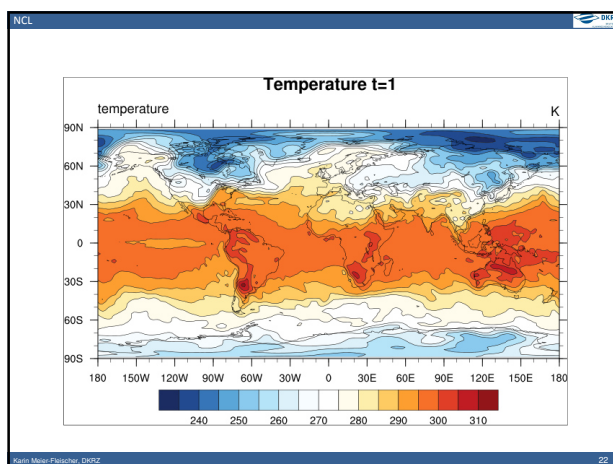 NCL
DKRZ
Temperature t=1
temperature K
90N
60N
30N
0
30S
60S
90S
180 150W 120W 90W 60W 30W 0 30E 60E 90E 120E 150E 180
240 250 260 270 280 290 300 310
Karin Meier-Fleischer, DKRZ 22